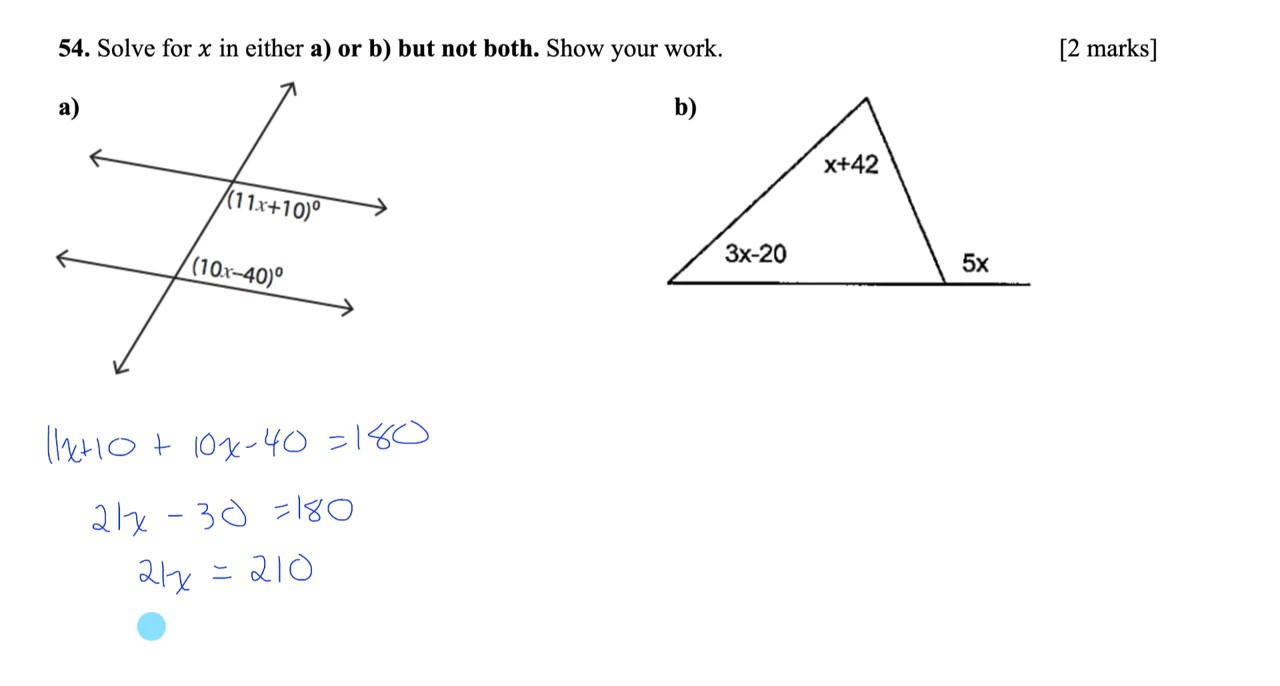 54. Solve for x in either a) or b) but not both. Show your work. [2 marks]
a)
(11x+10)º
(10x–40)º
b)
x+42
3x-20
5x
11x+10 + 10x-40 = 180
21x - 30 = 180
21x = 210